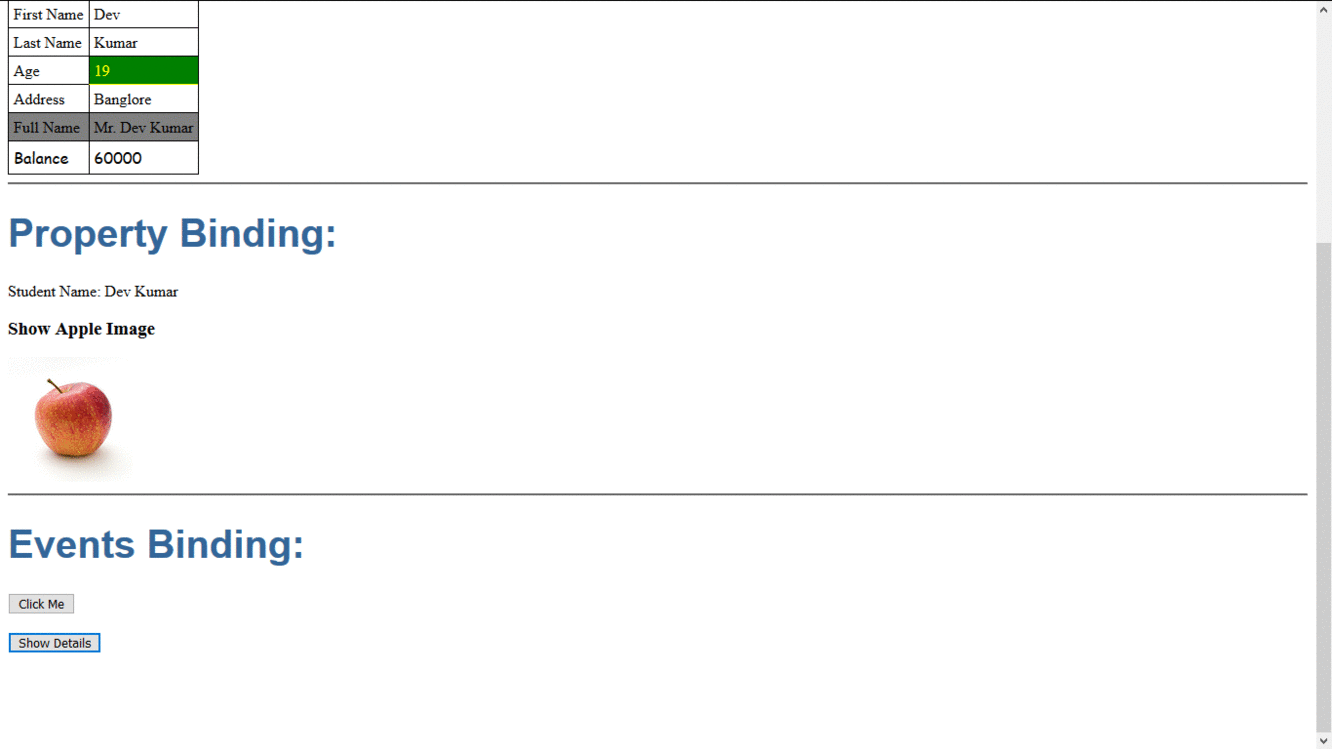 First Name Dev
Last Name Kumar
Age 19
Address Banglore
Full Name Mr. Dev Kumar
Balance 60000
Property Binding:
Student Name: Dev Kumar
Show Apple Image
Events Binding:
Click Me
Show Details